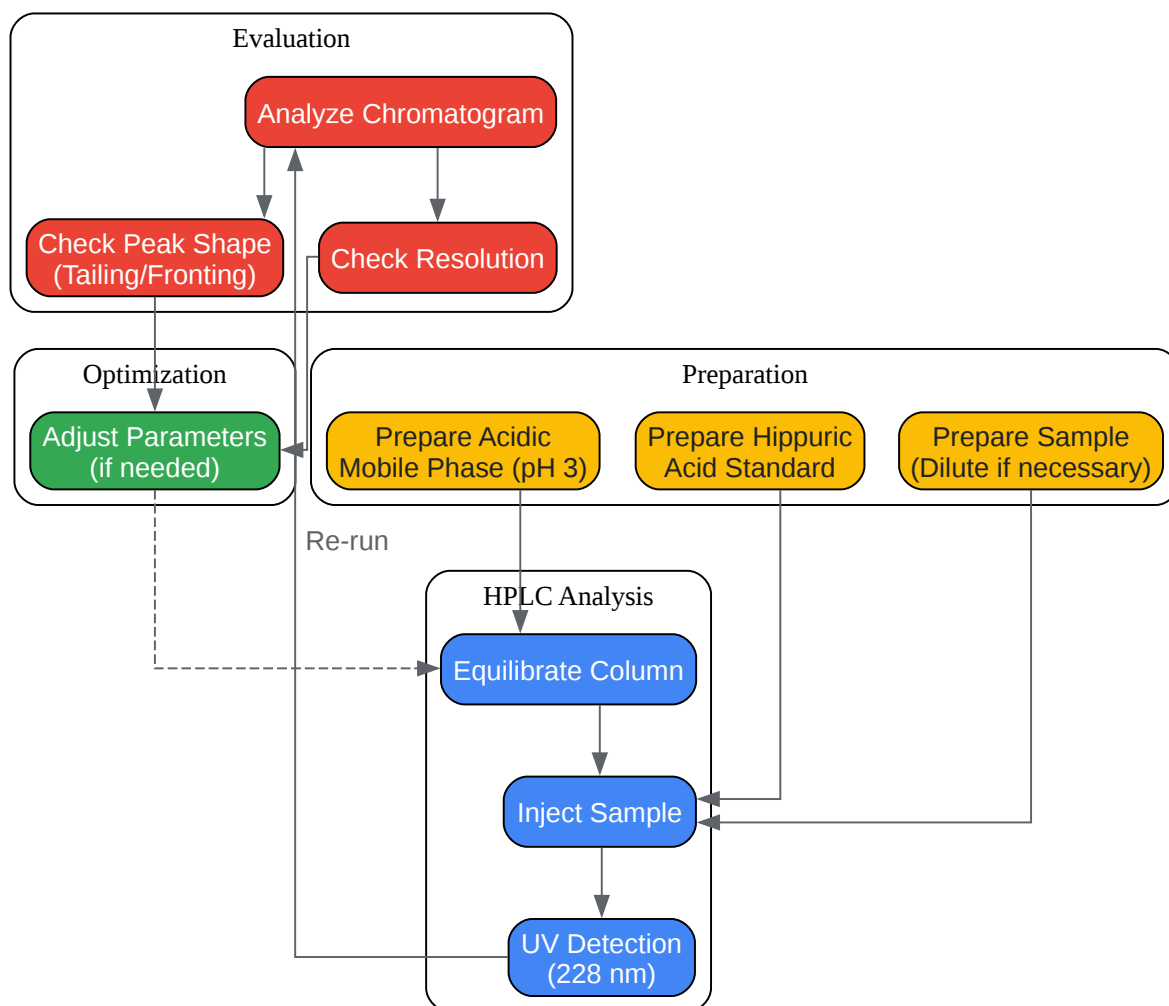 Evaluation
Analyze Chromatogram
Check Peak Shape
(Tailing/Fronting)
Check Resolution
Optimization
Adjust Parameters
(if needed)
Preparation
Prepare Acidic
Mobile Phase (pH 3)
Prepare Hippuric
Acid Standard
Prepare Sample
(Dilute if necessary)
Re-run
HPLC Analysis
Equilibrate Column
Inject Sample
UV Detection
(228 nm)